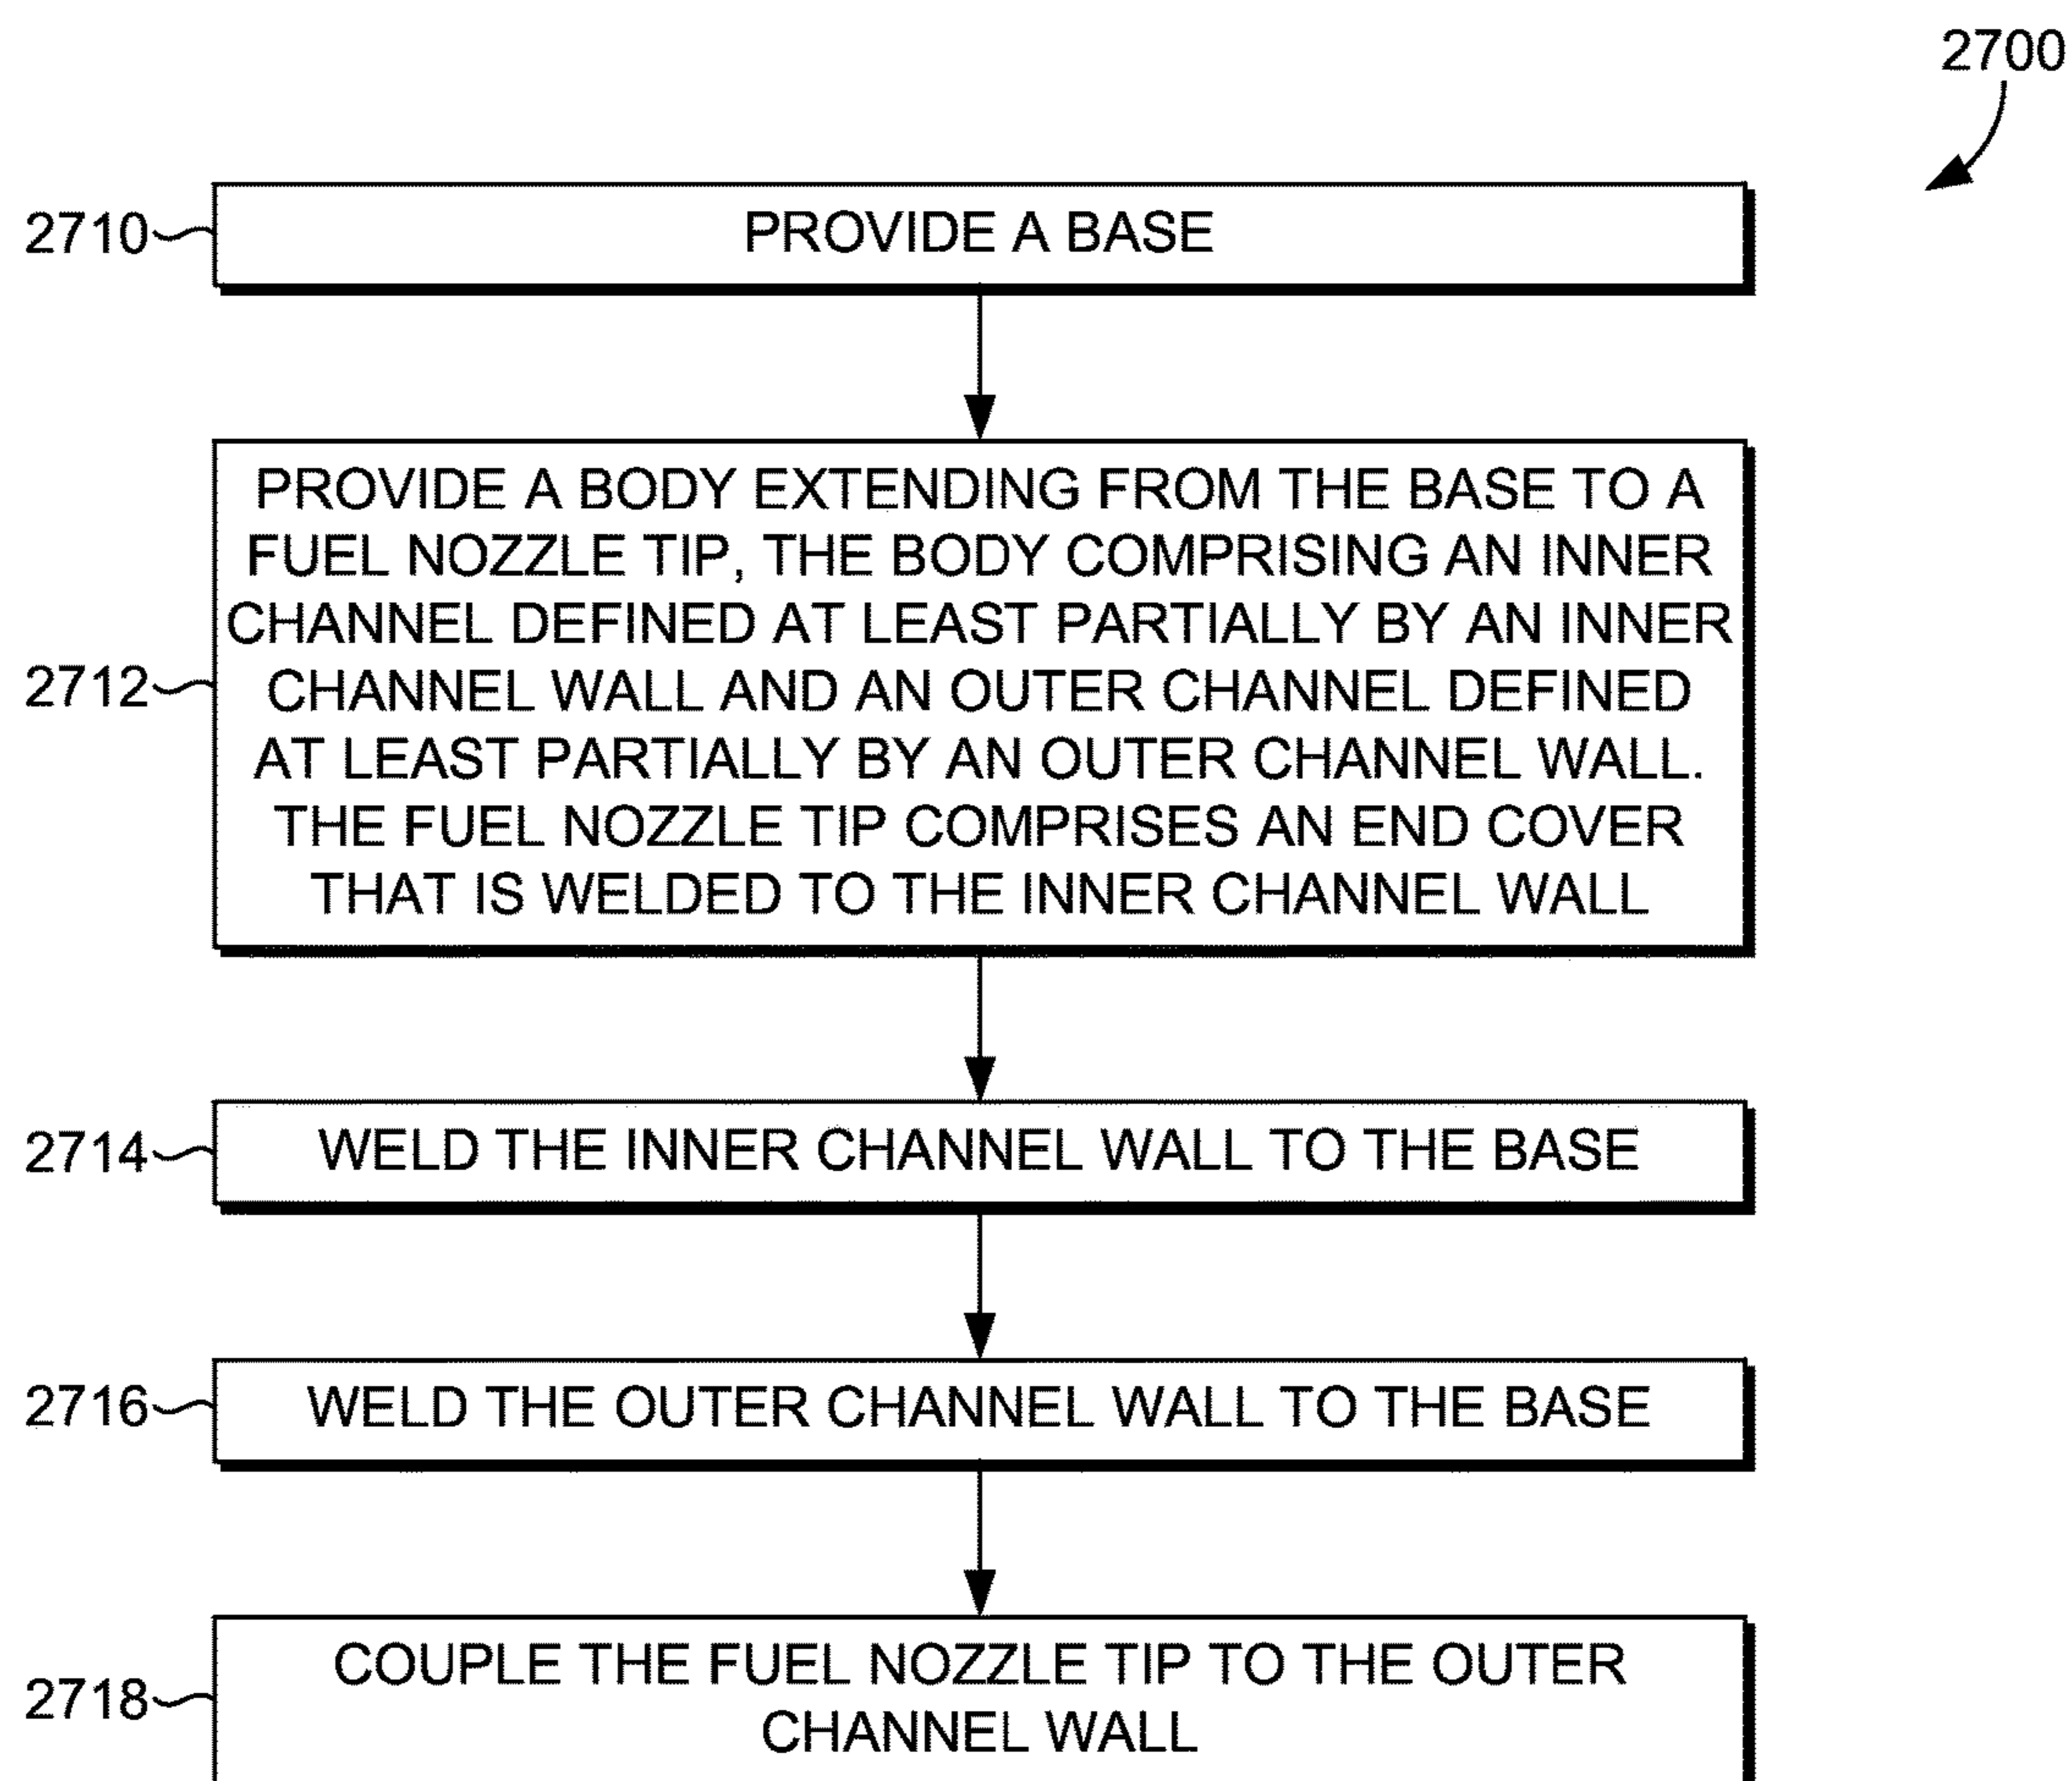 2700
2710
PROVIDE A BASE
PROVIDE A BODY EXTENDING FROM THE BASE TO A
FUEL NOZZLE TIP, THE BODY COMPRISING AN INNER
CHANNEL DEFINED AT LEAST PARTIALLY BY AN INNER
2712
CHANNEL WALL AND AN OUTER CHANNEL DEFINED
AT LEAST PARTIALLY BY AN OUTER CHANNEL WALL.
THE FUEL NOZZLE TIP COMPRISES AN END COVER
THAT IS WELDED TO THE INNER CHANNEL WALL
2714
WELD THE INNER CHANNEL WALL TO THE BASE
2716
WELD THE OUTER CHANNEL WALL TO THE BASE
2718
COUPLE THE FUEL NOZZLE TIP TO THE OUTER
CHANNEL WALL